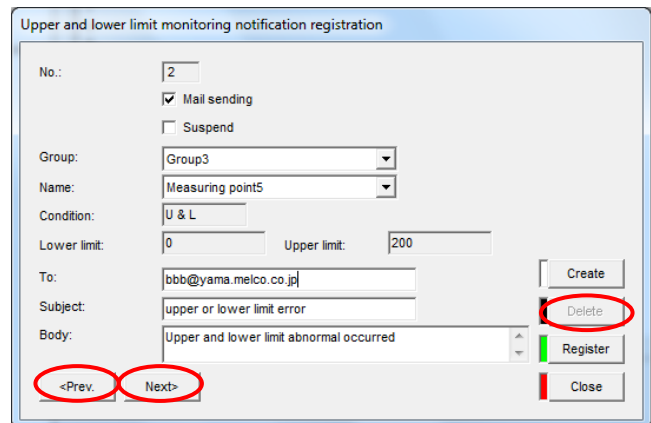 Upper and lower limit monitoring notification registration
No.: 2
Mail sending
Suspend
Group: Group3
Name: Measuring point5
Condition: U & L
Lower limit: 0 Upper limit: 200
To: bbb@yama.melco.co.jp
Create
Subject: upper or lower limit error
Delete
Body: Upper and lower limit abnormal occurred
Register
<Prev. Next> Close